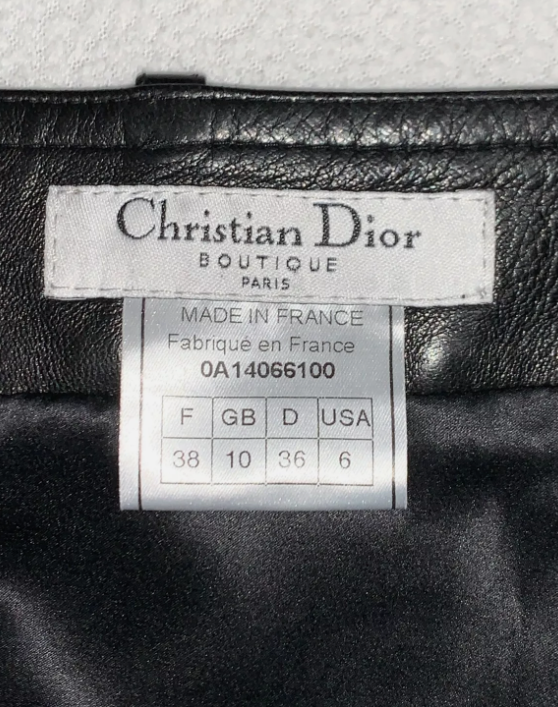 Christian Dior
BOUTIQUE
PARIS
MADE IN FRANCE
Fabriqué en France
0A14066100
F GB D USA
38 10 36 6